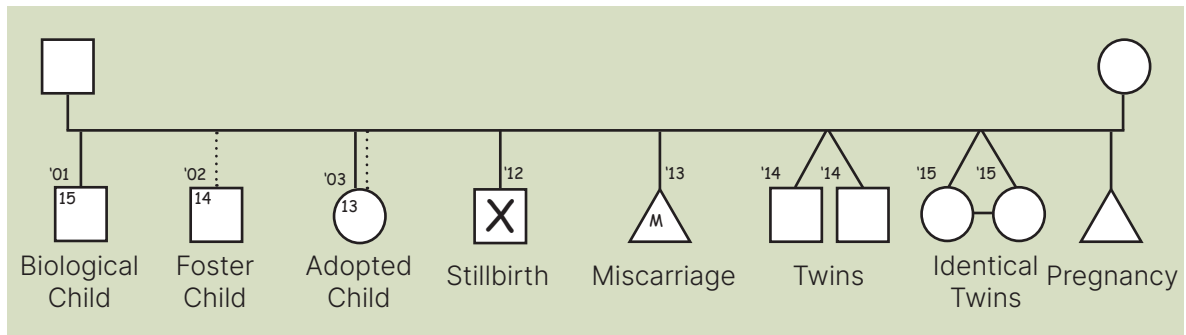 '01
'02
'03
'12
'13
'14
'14
'15
'15
15
14
13
X
M
Biological
Child
Foster
Child
Adopted
Child
Stillbirth
Miscarriage
Twins
Identical
Twins
Pregnancy